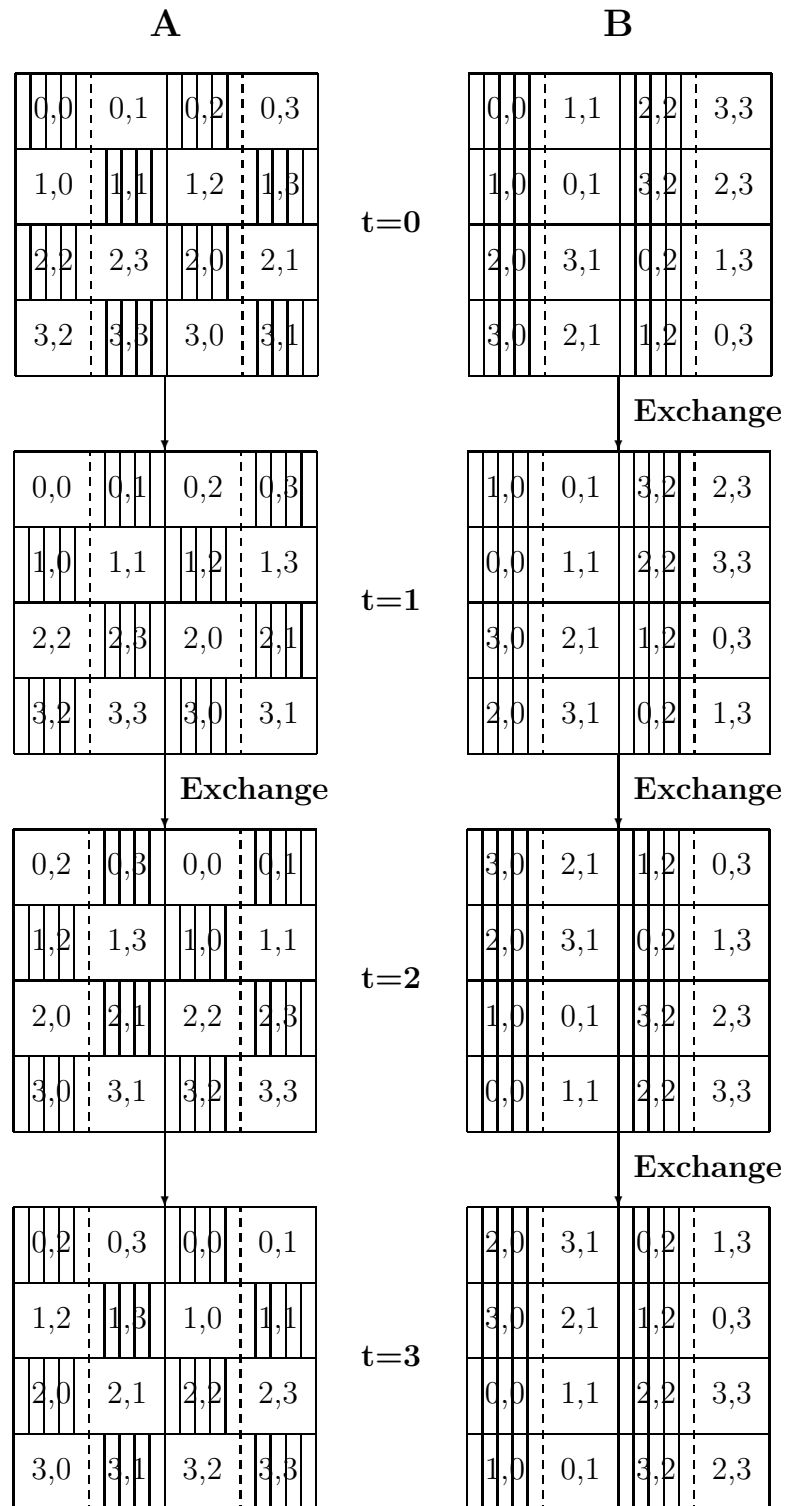 A B
0,0 0,1 0,2 0,3 0,0 1,1 2,2 3,3
1,0 1,1 1,2 1,3 1,0 0,1 3,2 2,3
t=0
2,2 2,3 2,0 2,1 2,0 3,1 0,2 1,3
3,2 3,3 3,0 3,1 3,0 2,1 1,2 0,3
Exchange
0,0 0,1 0,2 0,3 1,0 0,1 3,2 2,3
1,0 1,1 1,2 1,3 0,0 1,1 2,2 3,3
t=1
2,2 2,3 2,0 2,1 3,0 2,1 1,2 0,3
3,2 3,3 3,0 3,1 2,0 3,1 0,2 1,3
Exchange Exchange
0,2 0,3 0,0 0,1 3,0 2,1 1,2 0,3
1,2 1,3 1,0 1,1 2,0 3,1 0,2 1,3
t=2
2,0 2,1 2,2 2,3 1,0 0,1 3,2 2,3
3,0 3,1 3,2 3,3 0,0 1,1 2,2 3,3
Exchange
0,2 0,3 0,0 0,1 2,0 3,1 0,2 1,3
1,2 1,3 1,0 1,1 3,0 2,1 1,2 0,3
t=3
2,0 2,1 2,2 2,3 0,0 1,1 2,2 3,3
3,0 3,1 3,2 3,3 1,0 0,1 3,2 2,3